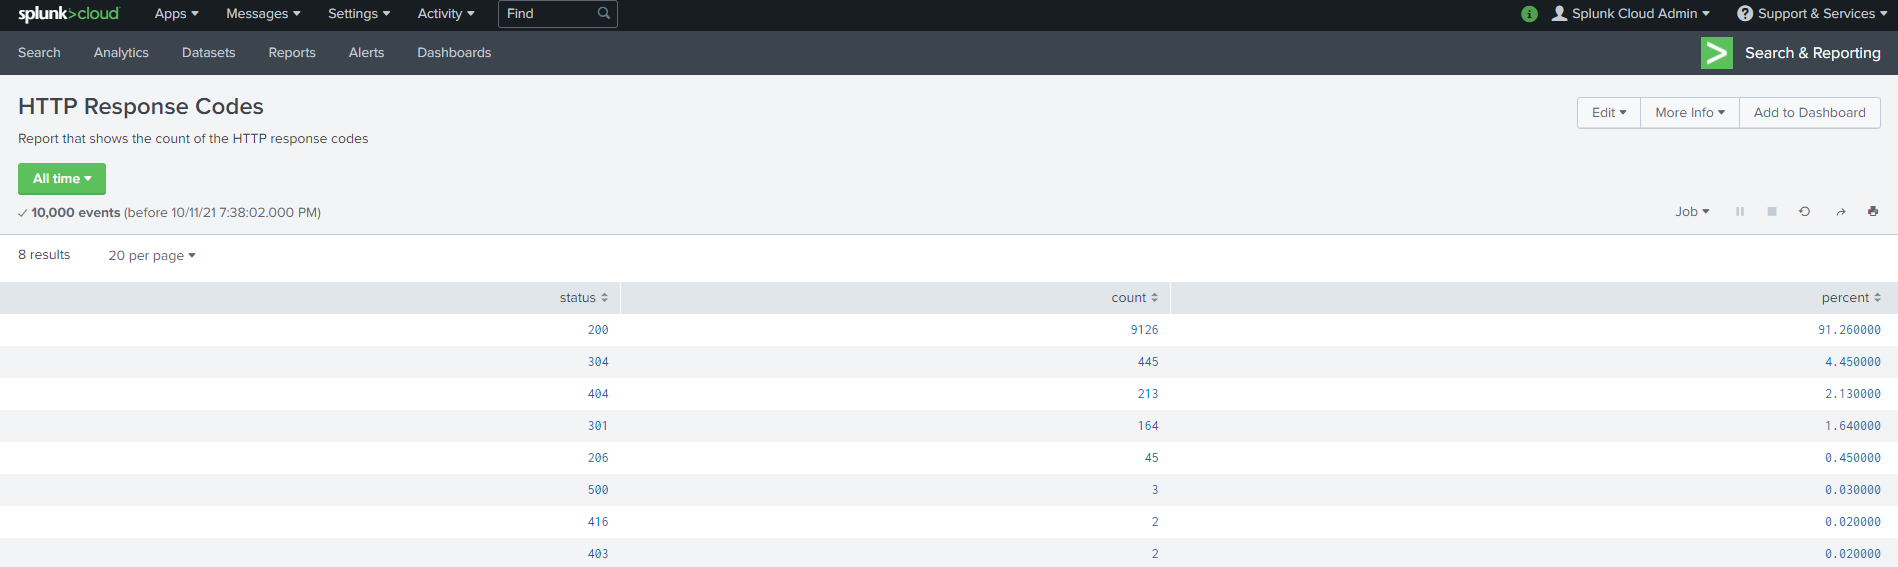 splunk>cloud Apps Messages Settings Activity Find i Splunk Cloud Admin ? Support & Services
Search Analytics Datasets Reports Alerts Dashboards > Search & Reporting
HTTP Response Codes
Edit More Info Add to Dashboard
Report that shows the count of the HTTP response codes
All time
✓ 10,000 events (before 10/11/21 7:38:02.000 PM) Job
8 results 20 per page
status count percent
200 9126 91.260000
304 445 4.450000
404 213 2.130000
301 164 1.640000
206 45 0.450000
500 3 0.030000
416 2 0.020000
403 2 0.020000